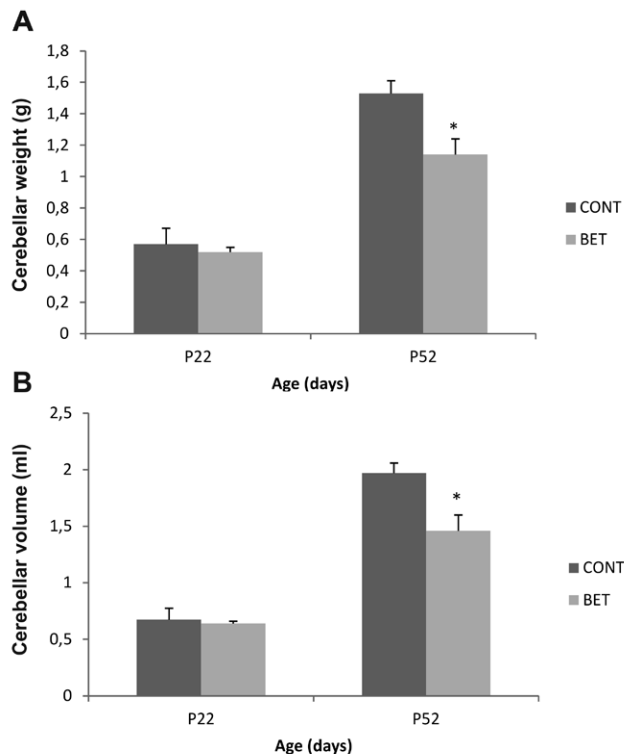 A
Cerebellar weight (g)
1,8
1,6
1,4
1,2
1
0,8
0,6
0,4
0,2
0
*
CONT
BET
P22 P52
Age (days)
B
Cerebellar volume (ml)
2,5
2
1,5
1
0,5
0
*
CONT
BET
P22 P52
Age (days)